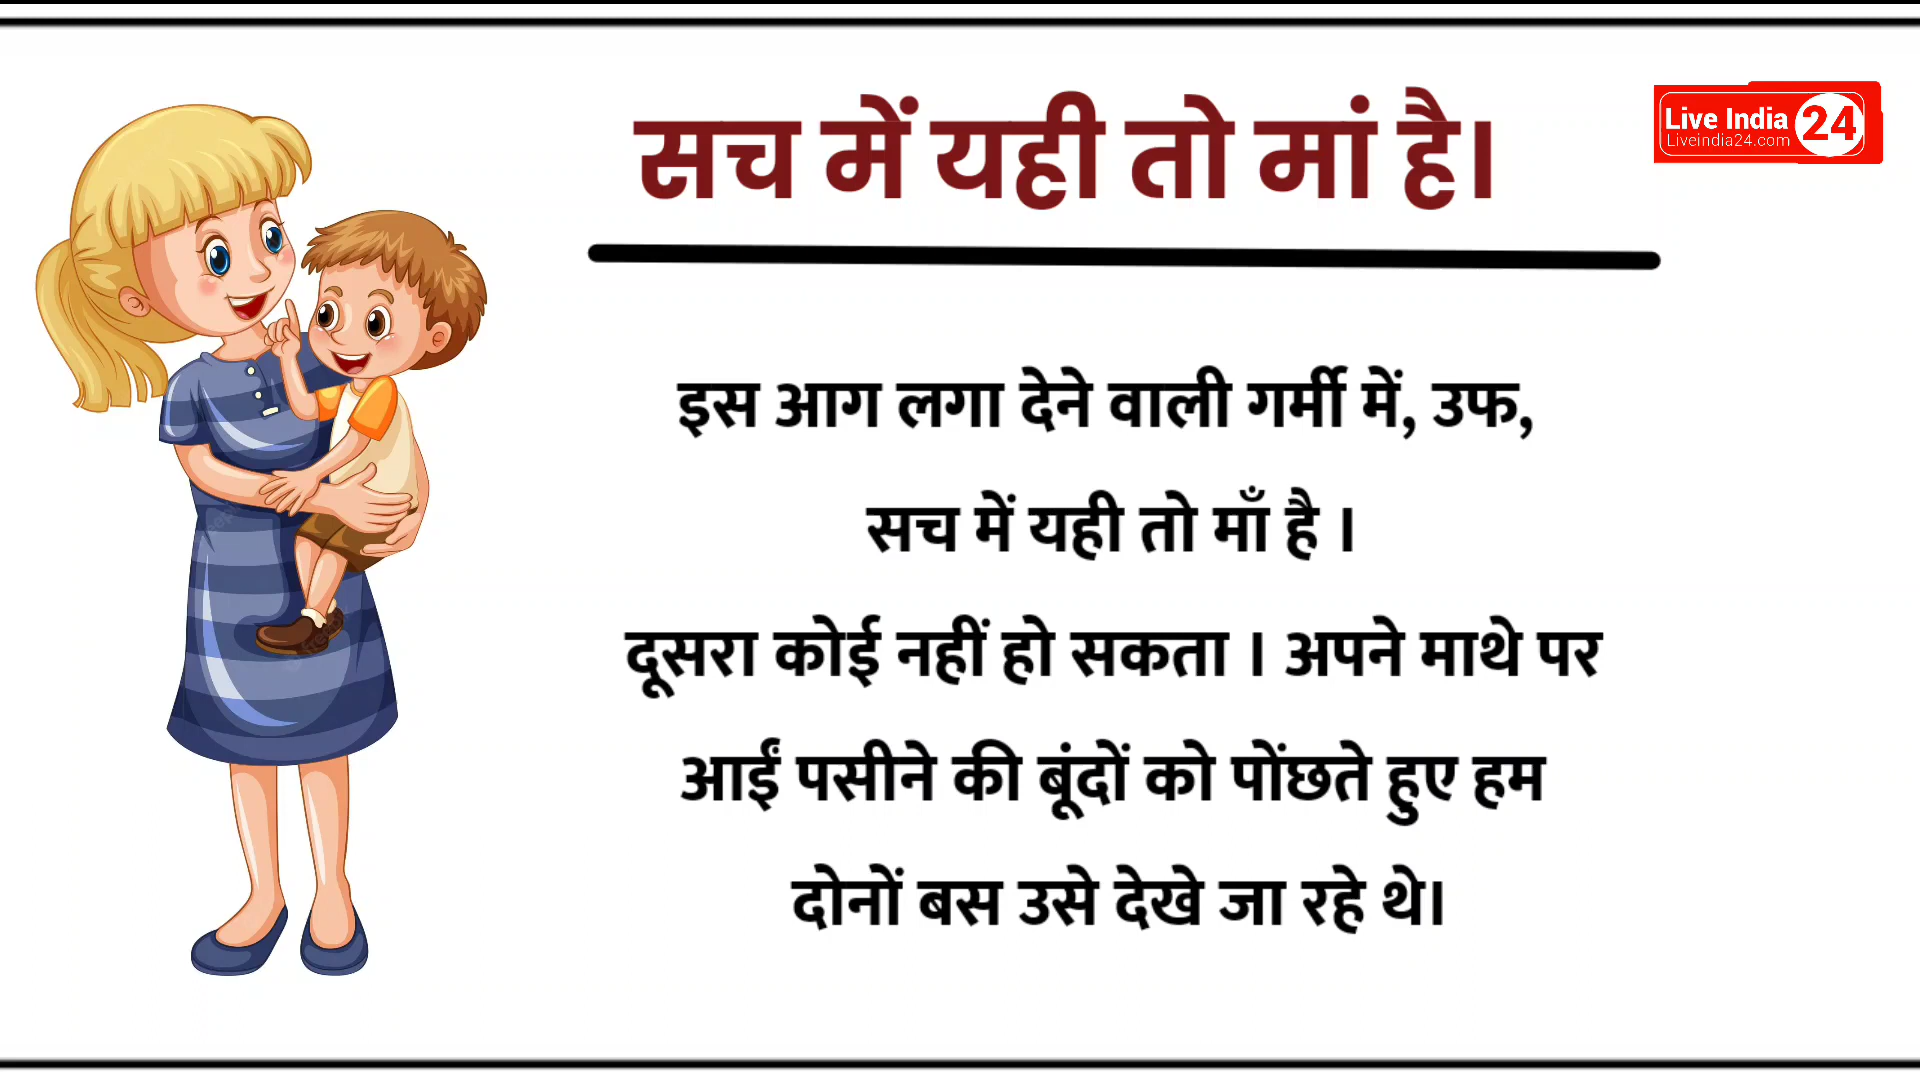 सच में यही तो मां है।
Live India 24
Liveindia24.com
इस आग लगा देने वाली गर्मी में, उफ,
सच में यही तो माँ है ।
दूसरा कोई नहीं हो सकता । अपने माथे पर
आईं पसीने की बूंदों को पोंछते हुए हम
दोनों बस उसे देखे जा रहे थे।